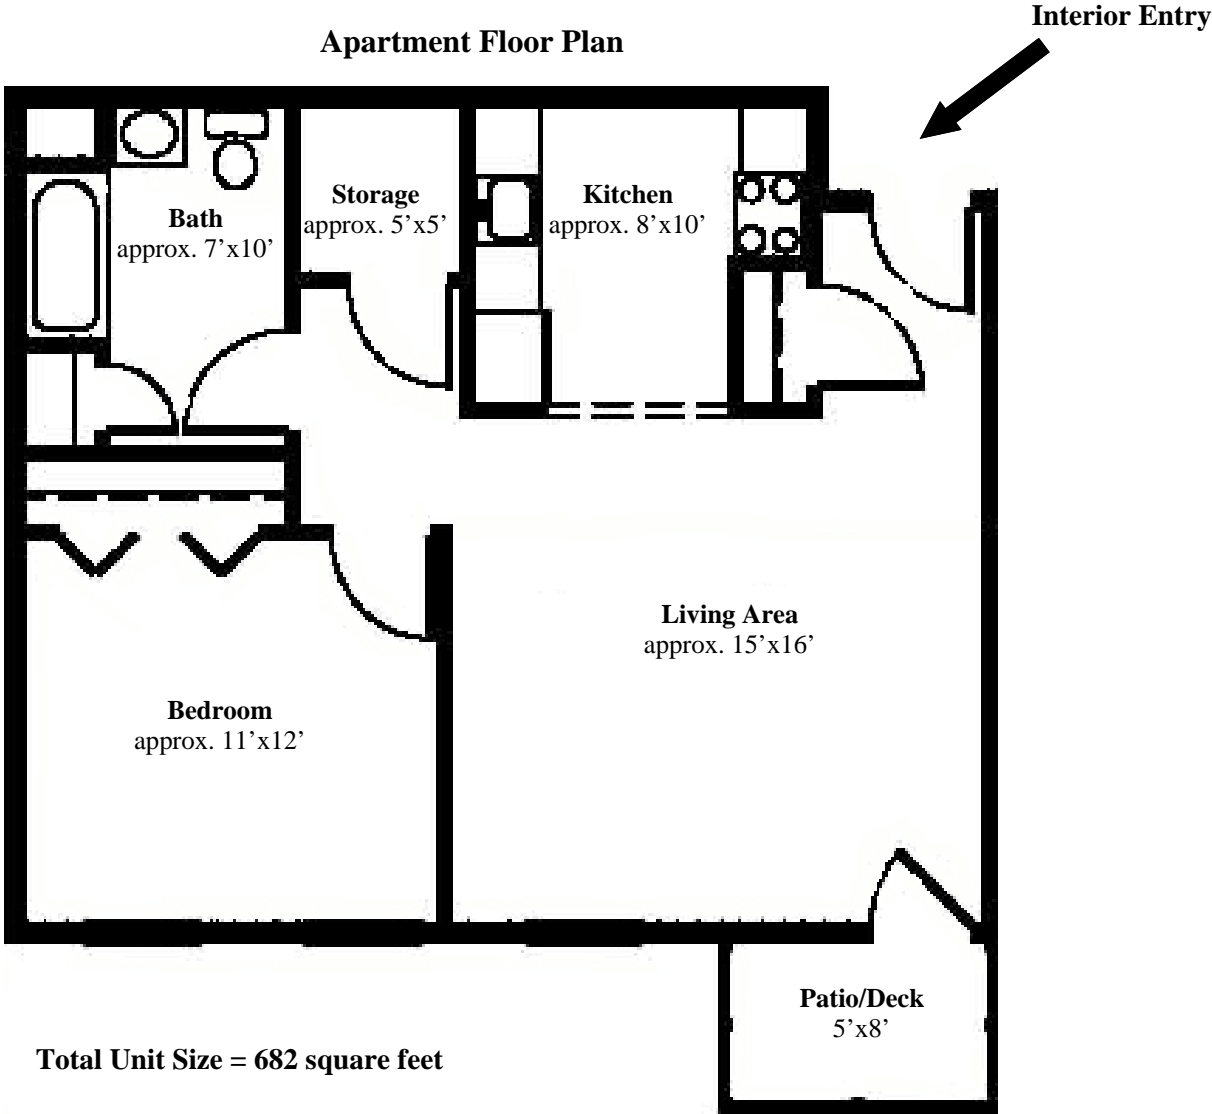 Interior Entry
Apartment Floor Plan
Bath
approx. 7’x10’
Storage
approx. 5’x5’
Kitchen
approx. 8’x10’
Living Area
approx. 15’x16’
Bedroom
approx. 11’x12’
Patio/Deck
5’x8’
Total Unit Size = 682 square feet